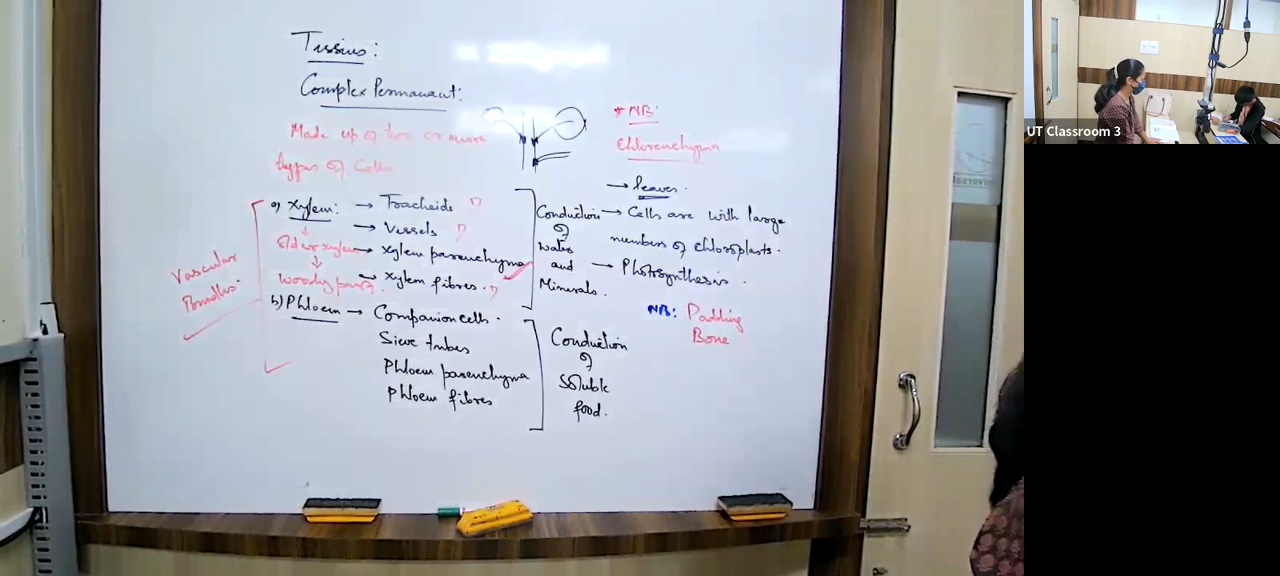 Tissues:
Complex Permanant:
Made up of two or more
types of Cells
a) Xylem: → Tracheids
→ Vessels
Older xylem → Xylem parenchyma
Woody part. → Xylem fibres.
Vascular
Bundles.
b) Phloem → Companion cells.
Sieve tubes
Phloem parenchyma
Phloem fibres
Conduction
of
Water
and
Minerals.
Conduction
of
Soluble
food.
* NB:
Chlorenchyma
→ leaves.
→ Cells are with large
numbers of chloroplasts.
→ Photosynthesis.
NB: Padding
Bone
UT Classroom 3